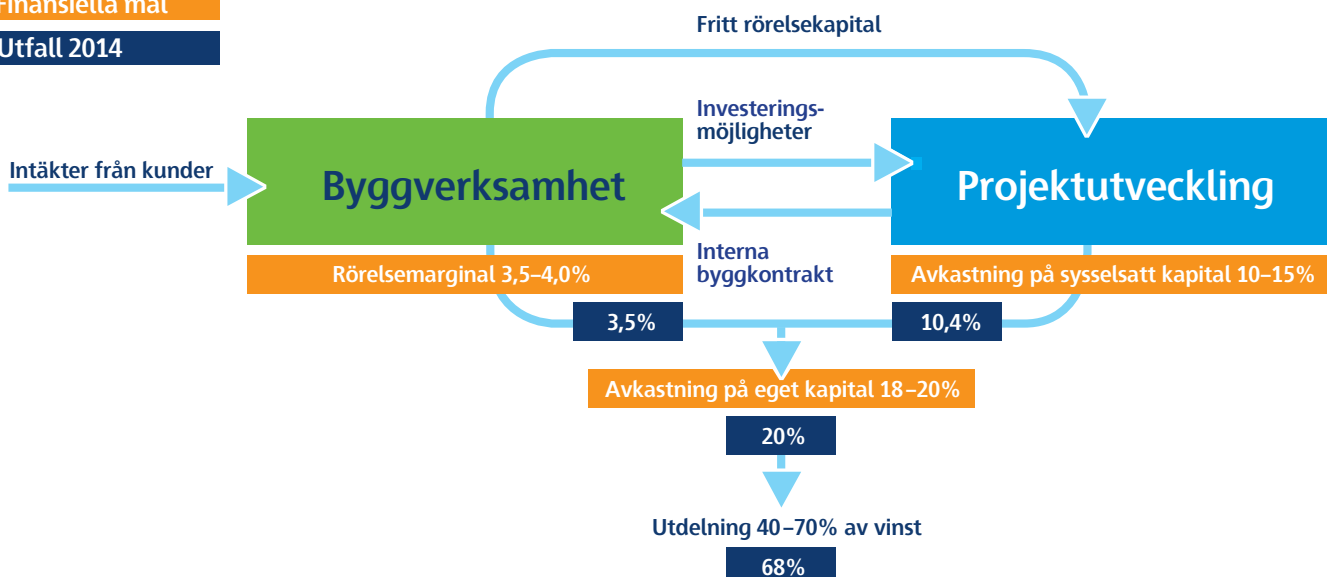 Finansiella mål
Utfall 2014
Fritt rörelsekapital
Intäkter från kunder
Byggverksamhet
Investerings-
möjligheter
Projektutveckling
Interna
byggkontrakt
Rörelsemarginal 3,5–4,0%
Avkastning på sysselsatt kapital 10–15%
3,5%
10,4%
Avkastning på eget kapital 18–20%
20%
Utdelning 40–70% av vinst
68%